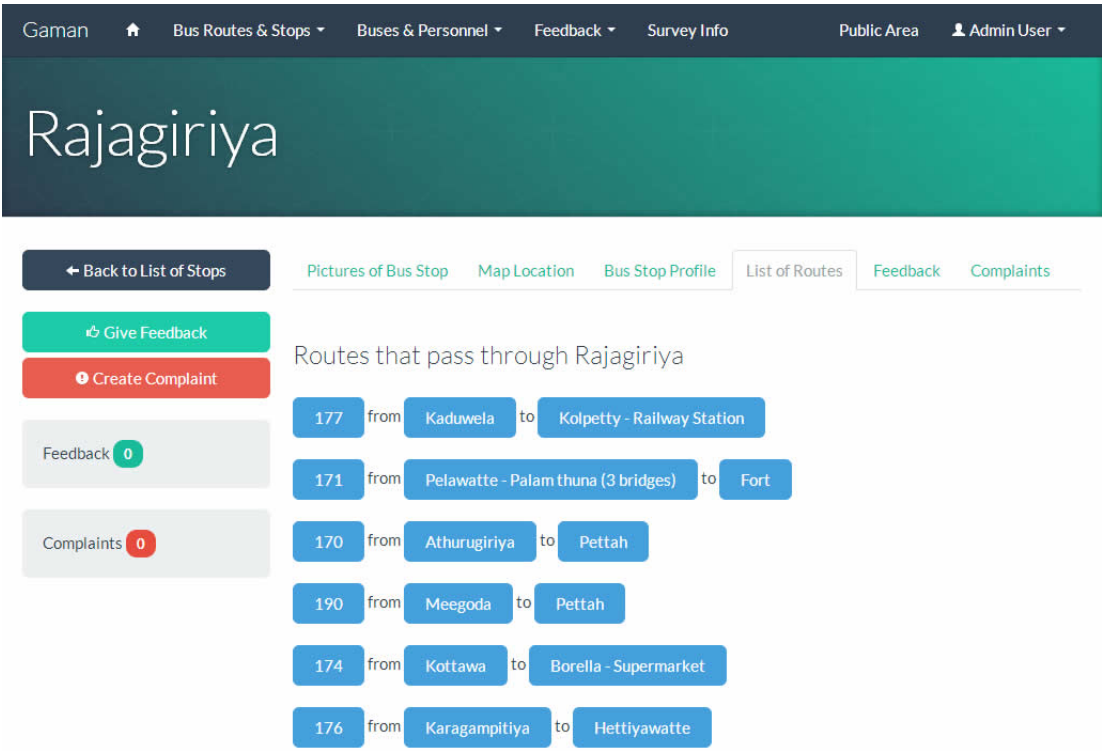 Gaman Bus Routes & Stops Buses & Personnel Feedback Survey Info Public Area Admin User
Rajagiriya
Back to List of Stops
Give Feedback
Create Complaint
Feedback 0
Complaints 0
Pictures of Bus Stop Map Location Bus Stop Profile List of Routes Feedback Complaints
Routes that pass through Rajagiriya
177 from Kaduwela to Kolpetty - Railway Station
171 from Pelawatte - Palam thuna (3 bridges) to Fort
170 from Athurugiriya to Pettah
190 from Meegoda to Pettah
174 from Kottawa to Borella - Supermarket
176 from Karagampitiya to Hettiyawatte